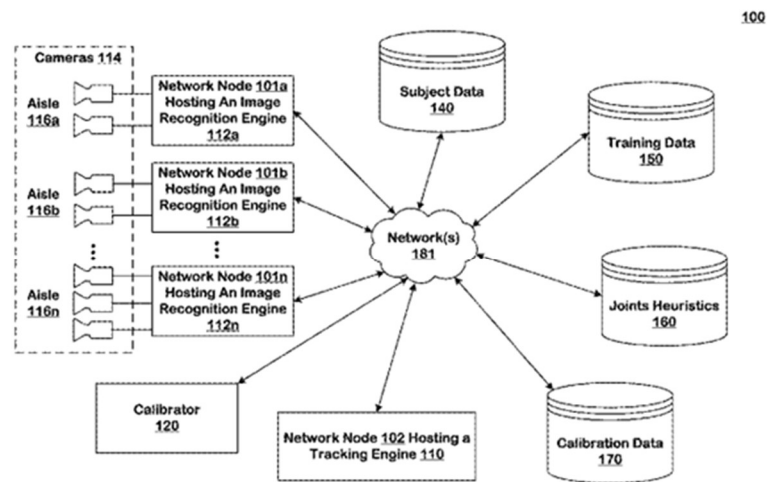 100
Cameras 114
Aisle
116a
Network Node 101a
Hosting An Image
Recognition Engine
112a
Aisle
116b
Network Node 101b
Hosting An Image
Recognition Engine
112b
Aisle
116n
Network Node 101n
Hosting An Image
Recognition Engine
112n
Subject Data
140
Training Data
150
Network(s)
181
Joints Heuristics
160
Calibrator
120
Network Node 102 Hosting a
Tracking Engine 110
Calibration Data
170